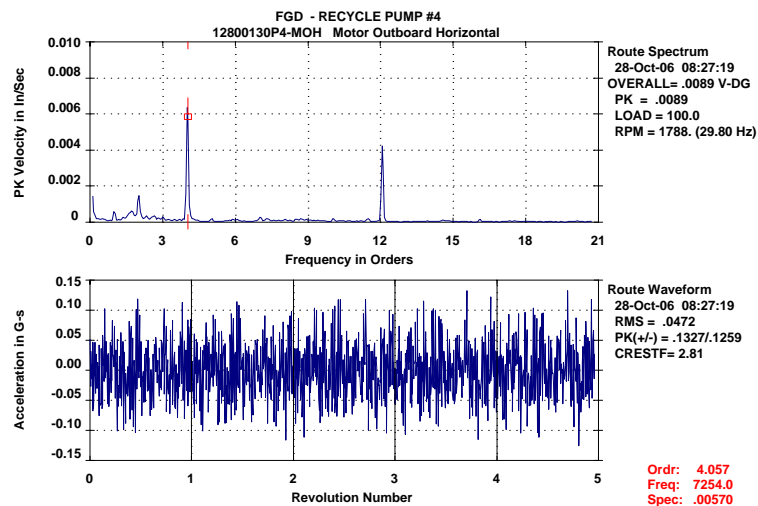 FGD - RECYCLE PUMP #4
12800130P4-MOH Motor Outboard Horizontal
PK Velocity in In/Sec
0.010
0.008
0.006
0.004
0.002
0
0 3 6 9 12 15 18 21
Frequency in Orders
Route Spectrum
28-Oct-06 08:27:19
OVERALL= .0089 V-DG
PK = .0089
LOAD = 100.0
RPM = 1788. (29.80 Hz)
Acceleration in G-s
0.15
0.10
0.05
0.00
-0.05
-0.10
-0.15
0 1 2 3 4 5
Revolution Number
Route Waveform
28-Oct-06 08:27:19
RMS = .0472
PK(+/-) = .1327/.1259
CRESTF= 2.81
Ordr: 4.057
Freq: 7254.0
Spec: .00570